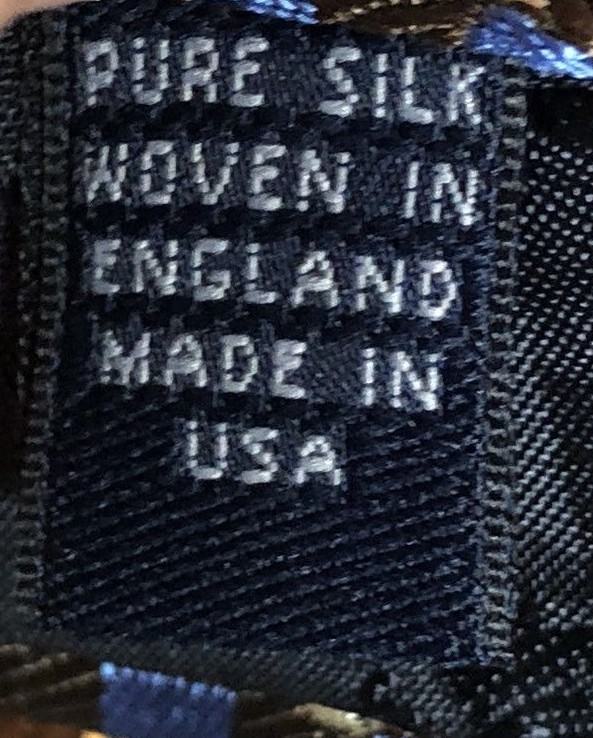 PURE SILK
WOVEN IN
ENGLAND
MADE IN
USA